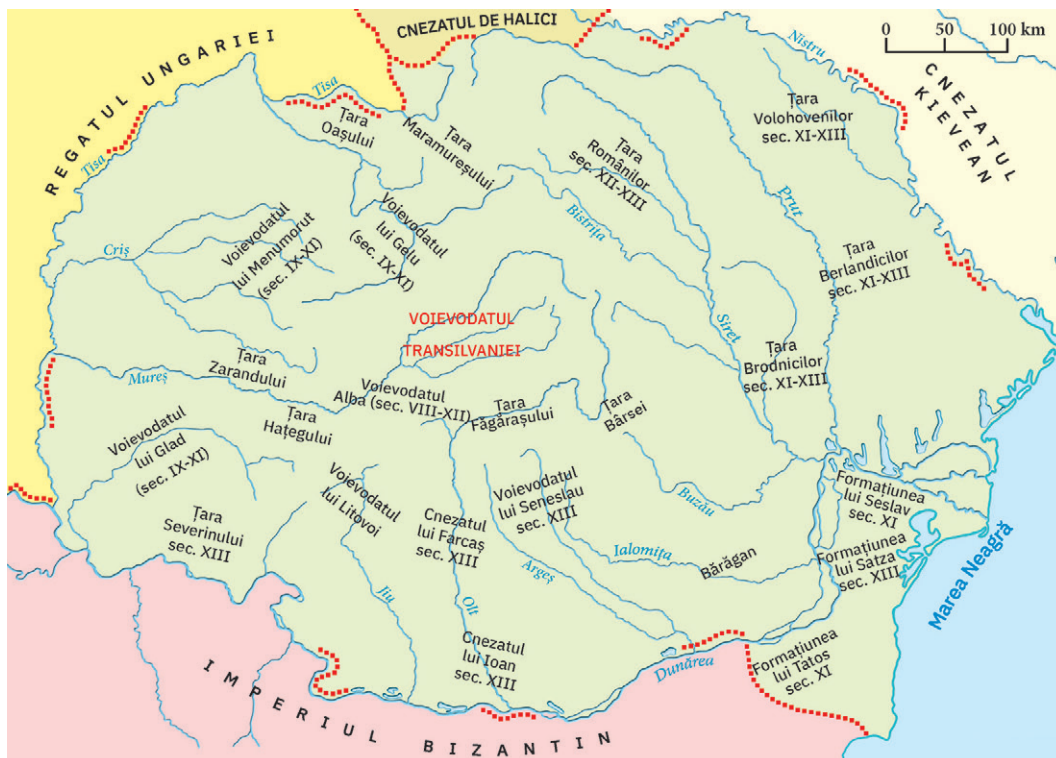 CNEZATUL DE HALICI
REGATUL UNGARIEI
0 50 100 km
Nistru
CNEZATUL
KIEVEAN
Tisa
Tisa
Țara
Oașului
Țara
Maramureșului
Țara
Românilor
sec. XII-XIII
Țara
Volohovenilor
sec. XI-XIII
Prut
Bistrița
Criș
Voievodatul
lui Menumorut
(sec. IX-XI)
Voievodatul
lui Gelu
(sec. IX-XI)
Țara
Berlandicilor
sec. XI-XIII
Siret
VOIEVODATUL
TRANSILVANIEI
Țara
Zarandului
Mureș
Voievodatul
Alba (sec. VIII-XII)
Țara
Făgărașului
Țara
Bârsei
Țara
Brodnicilor
sec. XI-XIII
Țara
Hațegului
Voievodatul
lui Glad
(sec. IX-XI)
Țara
Severinului
sec. XIII
Voievodatul
lui Litovoi
Cnezatul
lui Farcaș
sec. XIII
Voievodatul
lui Seneslau
sec. XIII
Buzău
Formațiunea
lui Seslav
sec. XI
Ialomița
Bărăgan
Formațiunea
lui Satza
sec. XIII
Argeș
Jiu
Olt
Marea Neagră
Cnezatul
lui Ioan
sec. XIII
Dunărea
Formațiunea
lui Tatos
sec. XI
IMPERIUL BIZANTIN